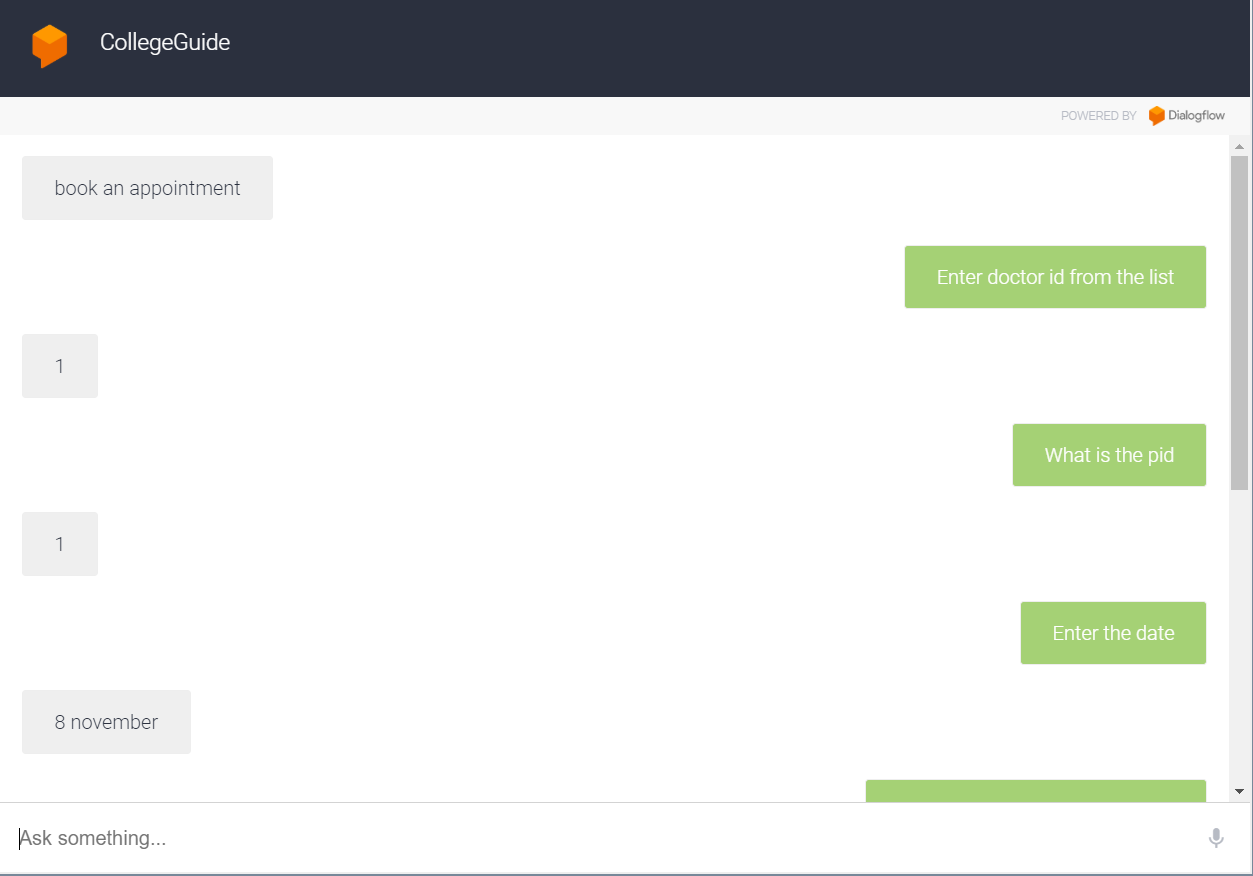 CollegeGuide
POWERED BY Dialogflow
book an appointment
Enter doctor id from the list
1
What is the pid
1
Enter the date
8 november
Ask something...